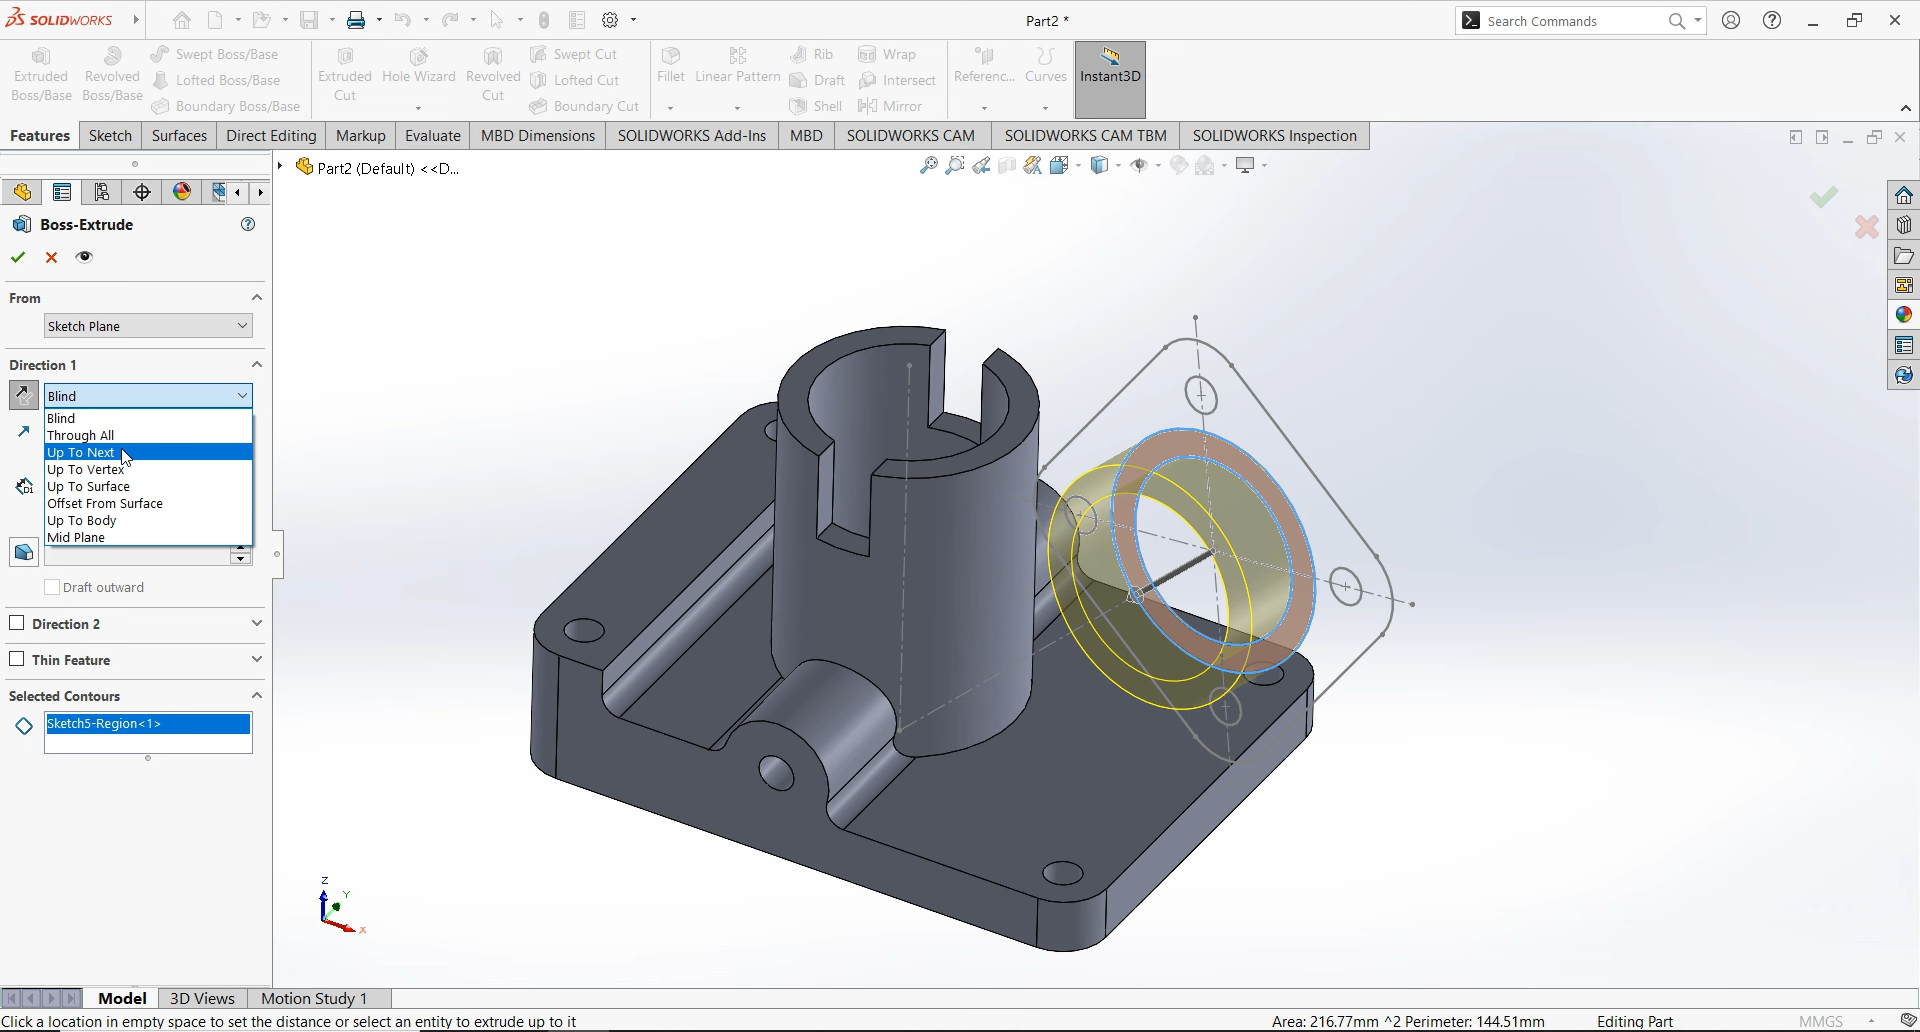 SOLIDWORKS
Part2 *
Search Commands
Extruded Boss/Base
Revolved Boss/Base
Swept Boss/Base
Lofted Boss/Base
Boundary Boss/Base
Extruded Cut
Hole Wizard
Revolved Cut
Swept Cut
Lofted Cut
Boundary Cut
Fillet
Linear Pattern
Rib
Draft
Shell
Wrap
Intersect
Mirror
Referenc...
Curves
Instant3D
Features
Sketch
Surfaces
Direct Editing
Markup
Evaluate
MBD Dimensions
SOLIDWORKS Add-Ins
MBD
SOLIDWORKS CAM
SOLIDWORKS CAM TBM
SOLIDWORKS Inspection
Part2 (Default) <<D...
Boss-Extrude
From
Sketch Plane
Direction 1
Blind
Blind
Through All
Up To Next
Up To Vertex
Up To Surface
Offset From Surface
Up To Body
Mid Plane
Draft outward
Direction 2
Thin Feature
Selected Contours
Sketch5-Region<1>
Z
Y
X
Model
3D Views
Motion Study 1
Click a location in empty space to set the distance or select an entity to extrude up to it
Area: 216.77mm ^2 Perimeter: 144.51mm
Editing Part
MMGS